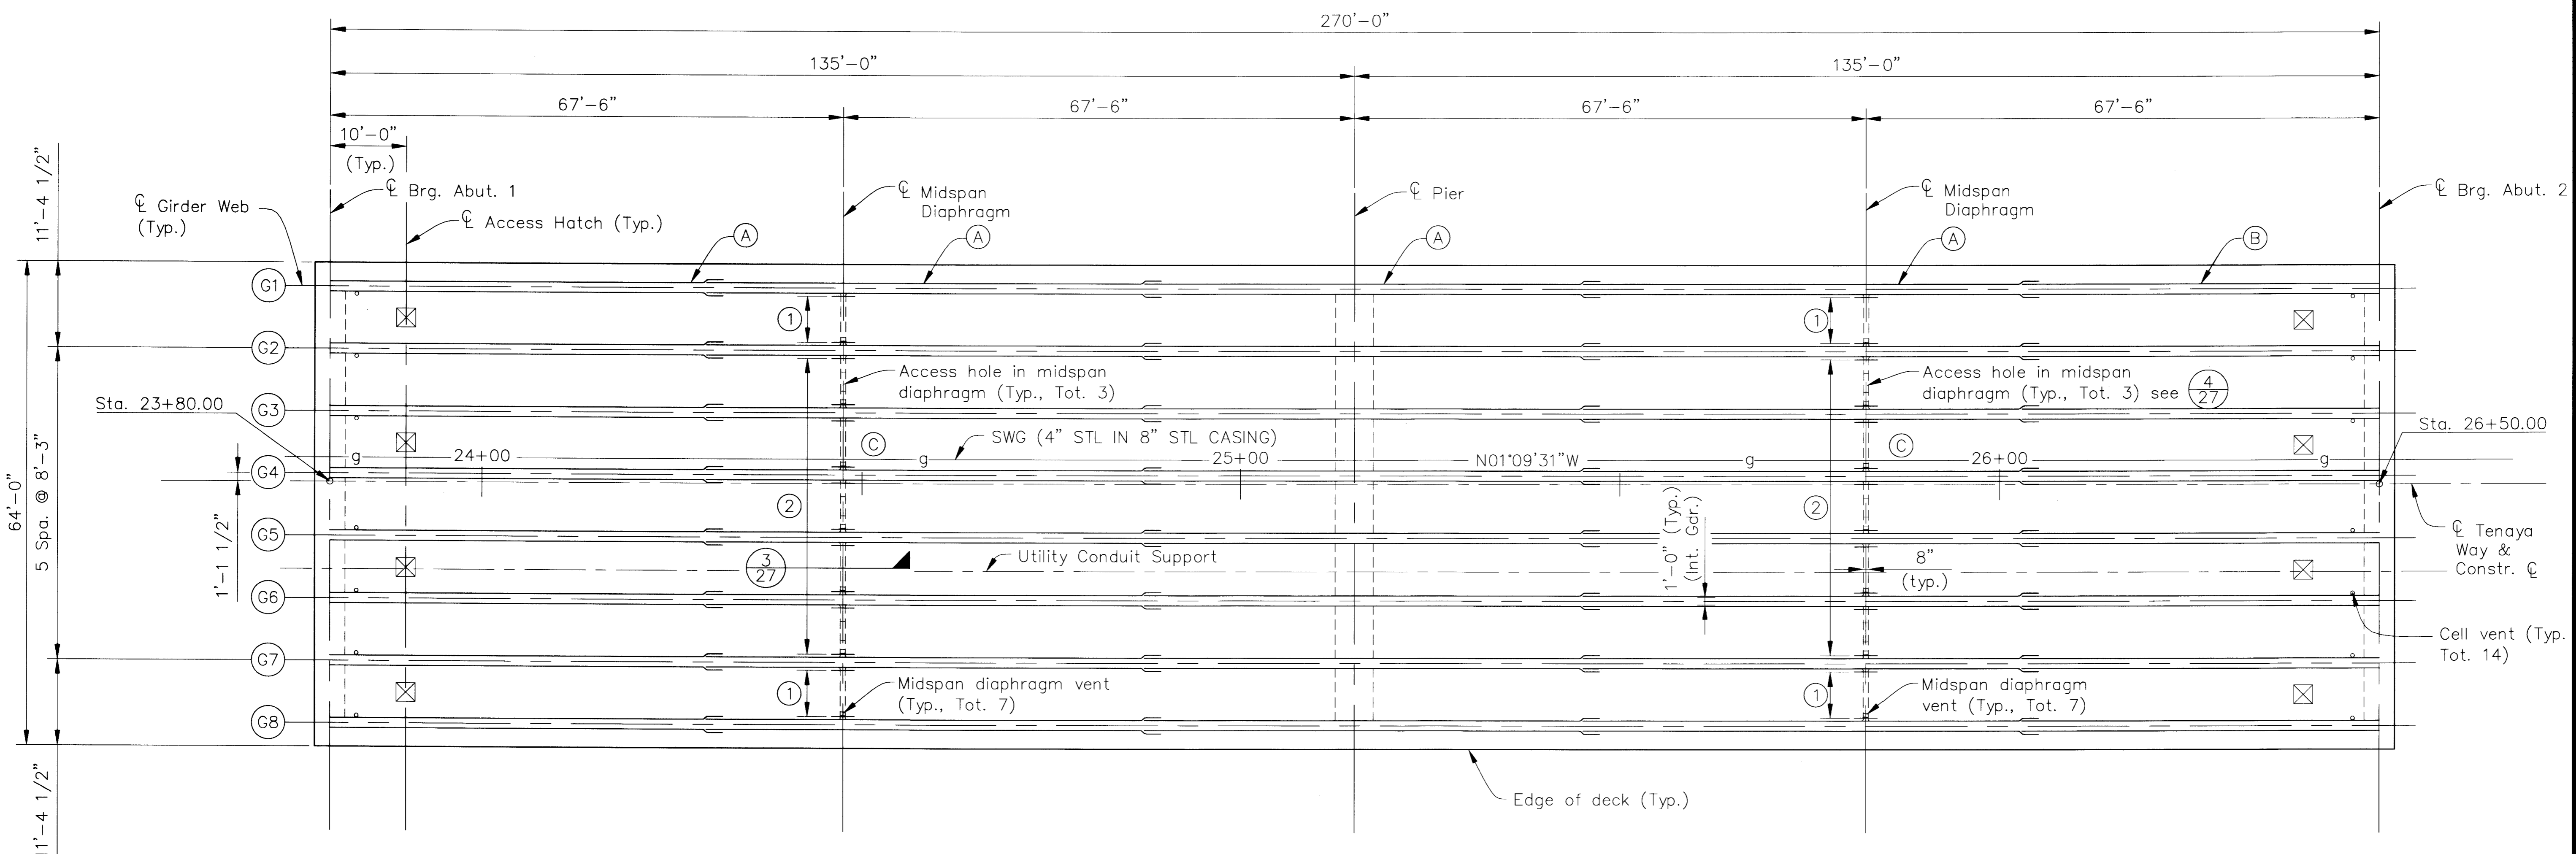 270'-0"
135'-0"
135'-0"
67'-6"
67'-6"
67'-6"
67'-6"
10'-0"
(Typ.)
11'-4 1/2"
℄ Girder Web
(Typ.)
℄ Brg. Abut. 1
℄ Access Hatch (Typ.)
℄ Midspan
Diaphragm
℄ Pier
℄ Midspan
Diaphragm
℄ Brg. Abut. 2
A
A
A
A
B
G1
1
1
G2
Access hole in midspan
diaphragm (Typ., Tot. 3)
Access hole in midspan
diaphragm (Typ., Tot. 3) see
4
27
Sta. 23+80.00
G3
Sta. 26+50.00
64'-0"
5 Spa. @ 8'-3"
C
SWG (4" STL IN 8" STL CASING)
C
g
24+00
g
25+00
N01°09'31"W
g
26+00
g
G4
1'-1 1/2"
2
2
1'-0" (Typ.)
(Int. Gdr.)
G5
℄ Tenaya
Way &
Constr. ℄
3
27
Utility Conduit Support
8"
(typ.)
G6
Cell vent (Typ.
Tot. 14)
G7
1
Midspan diaphragm vent
(Typ., Tot. 7)
1
Midspan diaphragm
vent (Typ., Tot. 7)
G8
11'-4 1/2"
Edge of deck (Typ.)